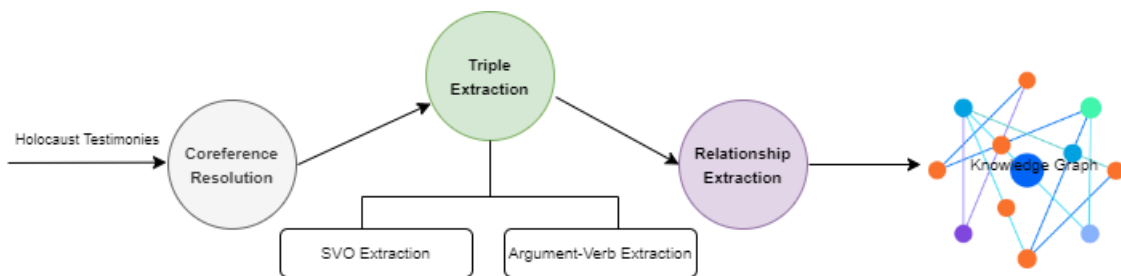 Holocaust Testimonies
Coreference
Resolution
Triple
Extraction
SVO Extraction
Argument-Verb Extraction
Relationship
Extraction
Knowledge Graph